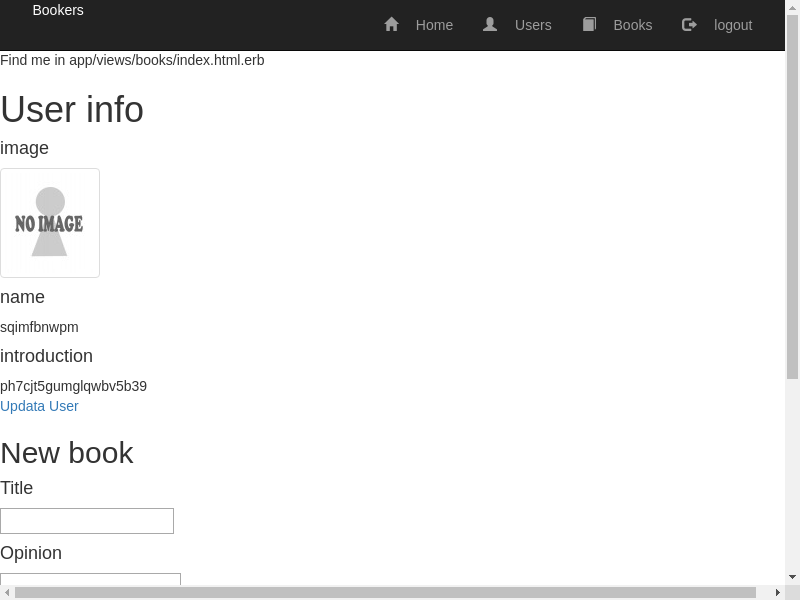 Bookers
Home Users Books logout
Find me in app/views/books/index.html.erb
User info
image
NO IMAGE
name
sqimfbnwpm
introduction
ph7cjt5gumglqwbv5b39
Updata User
New book
Title
Opinion